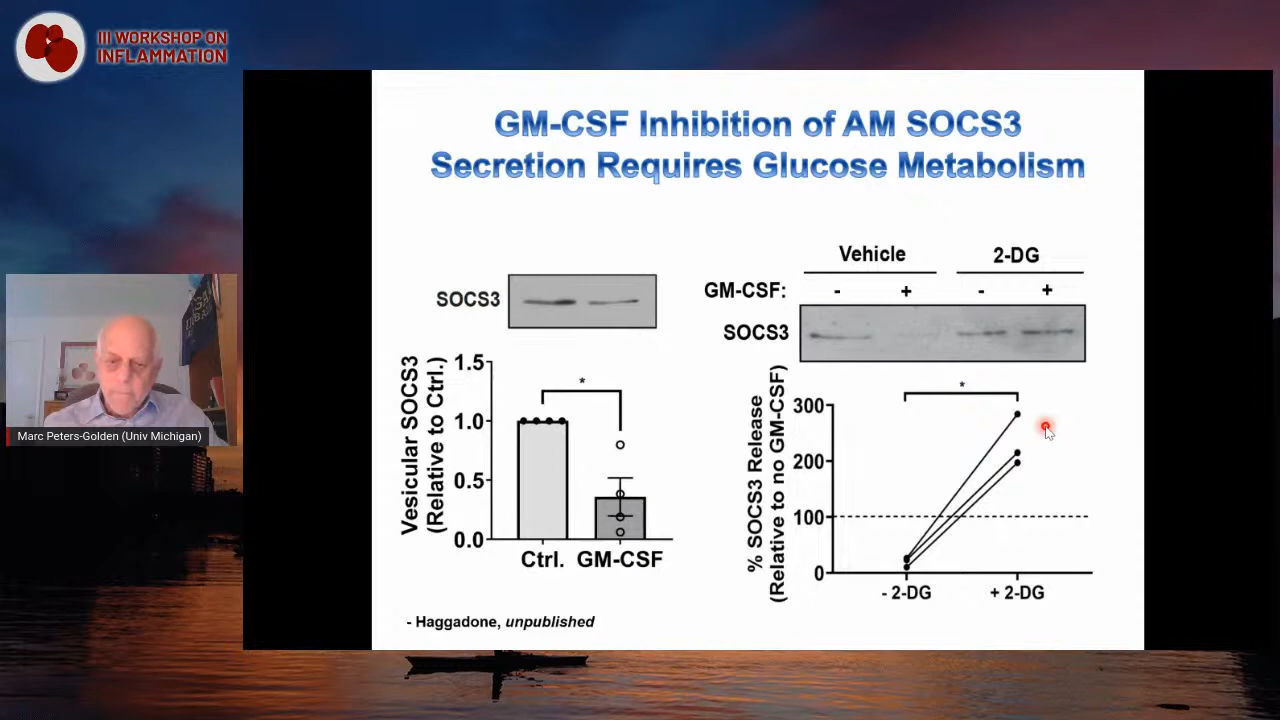 III WORKSHOP ON
INFLAMMATION
GM-CSF Inhibition of AM SOCS3
Secretion Requires Glucose Metabolism
SOCS3
Vesicular SOCS3
(Relative to Ctrl.)
1.5
1.0
0.5
0.0
*
Ctrl. GM-CSF
Vehicle 2-DG
GM-CSF: - + - +
SOCS3
% SOCS3 Release
(Relative to no GM-CSF)
300
200
100
0
*
- 2-DG + 2-DG
- Haggadone, unpublished
Marc Peters-Golden (Univ Michigan)